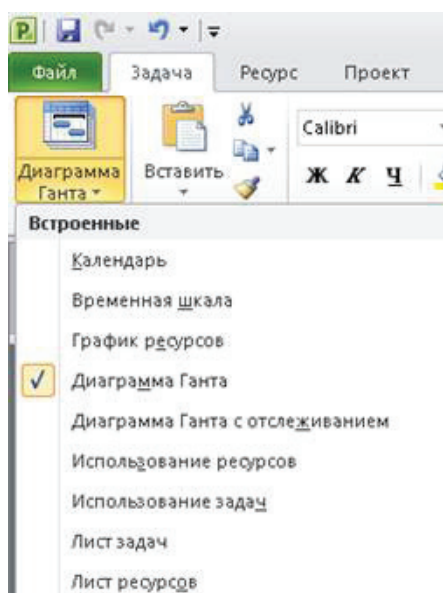 Файл Задача Ресурс Проект
Диаграмма Ганта
Вставить
Calibri
Ж К Ч
Встроенные
Календарь
Временная шкала
График ресурсов
Диаграмма Ганта
Диаграмма Ганта с отслеживанием
Использование ресурсов
Использование задач
Лист задач
Лист ресурсов